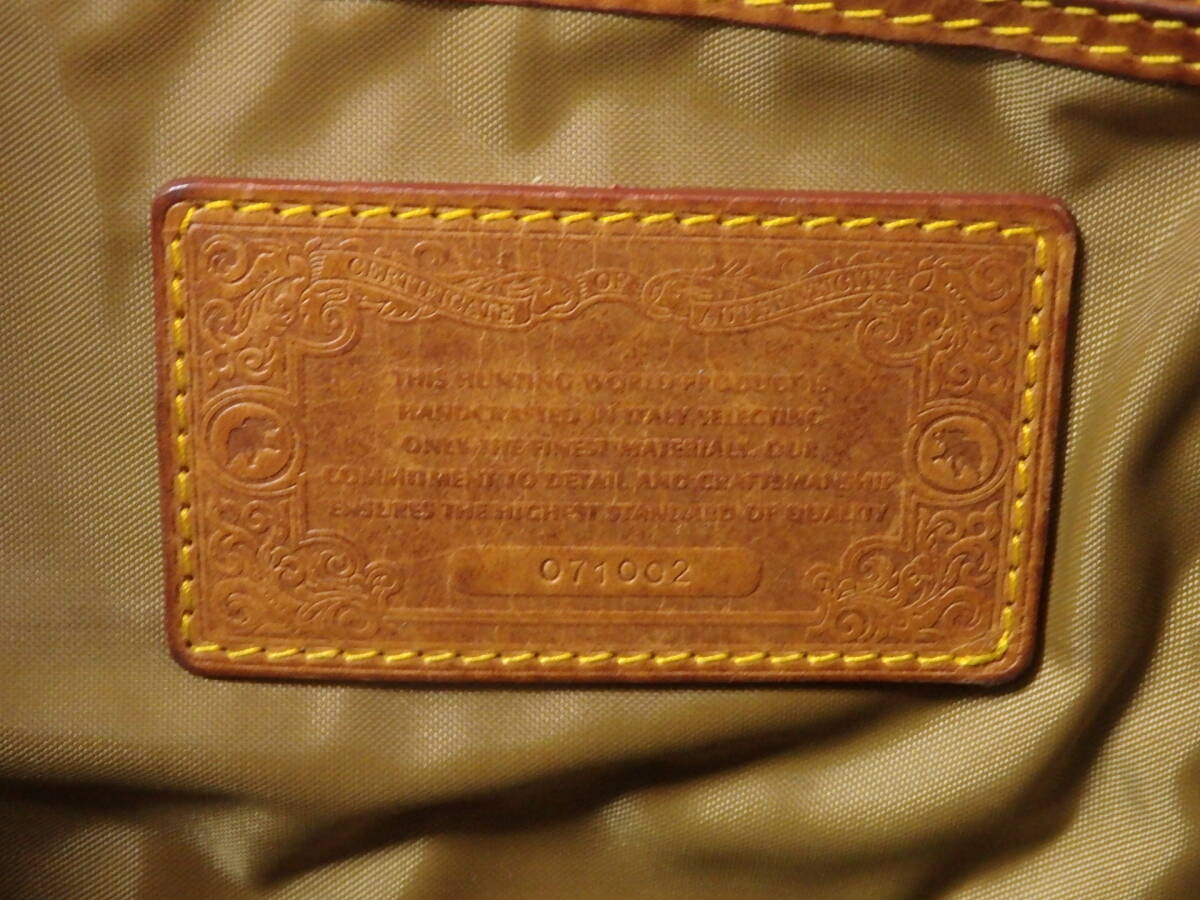 CERTIFICATE OF AUTHENTICITY
THIS HUNTING WORLD PRODUCT IS
HANDCRAFTED IN ITALY, SELECTING
ONLY THE FINEST MATERIALS. OUR
COMMITMENT TO DETAIL AND CRAFTSMANSHIP
ENSURES THE HIGHEST STANDARD OF QUALITY
071002